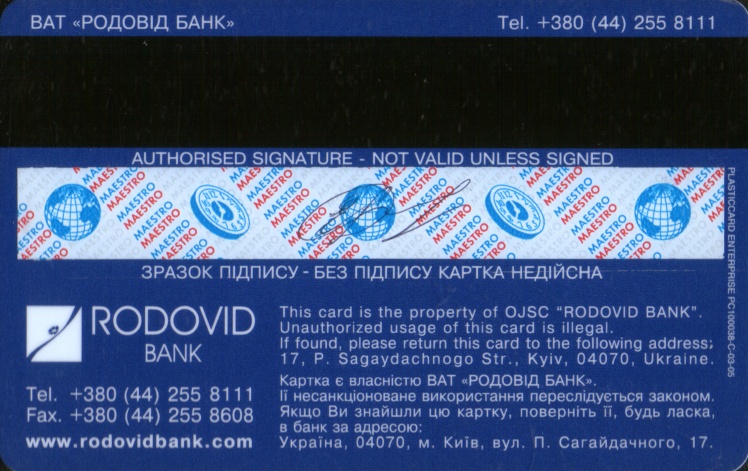 ВАТ «РОДОВІД БАНК»
Tel. +380 (44) 255 8111
AUTHORISED SIGNATURE - NOT VALID UNLESS SIGNED
MAESTRO MAESTRO MAESTRO MAESTRO
ЗРАЗОК ПІДПИСУ - БЕЗ ПІДПИСУ КАРТКА НЕДІЙСНА
PLASTICCARD ENTERPRISE PC100038-C-03-05
RODOVID
BANK
Tel. +380 (44) 255 8111
Fax. +380 (44) 255 8608
www.rodovidbank.com
This card is the property of OJSC "RODOVID BANK".
Unauthorized usage of this card is illegal.
If found, please return this card to the following address:
17, P. Sagaydachnogo Str., Kyiv, 04070, Ukraine.
Картка є власністю ВАТ «РОДОВІД БАНК».
Її несанкціоноване використання переслідується законом.
Якщо Ви знайшли цю картку, поверніть її, будь ласка,
в банк за адресою:
Україна, 04070, м. Київ, вул. П. Сагайдачного, 17.